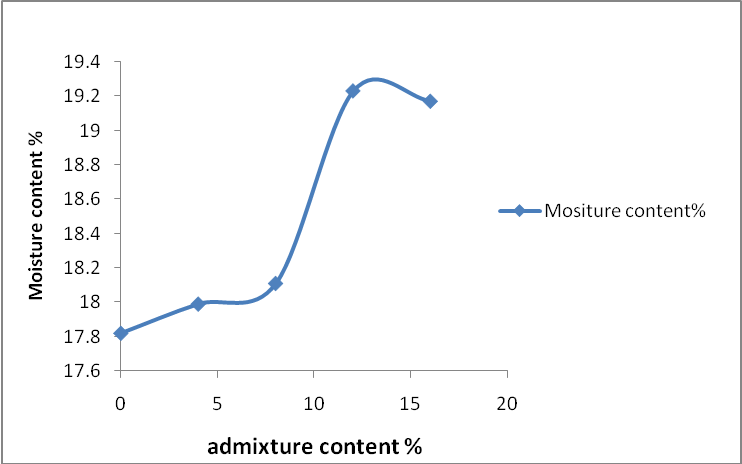 19.4
19.2
19
18.8
18.6
18.4
18.2
18
17.8
17.6
Moisture content %
0 5 10 15 20
admixture content %
Mositure content%